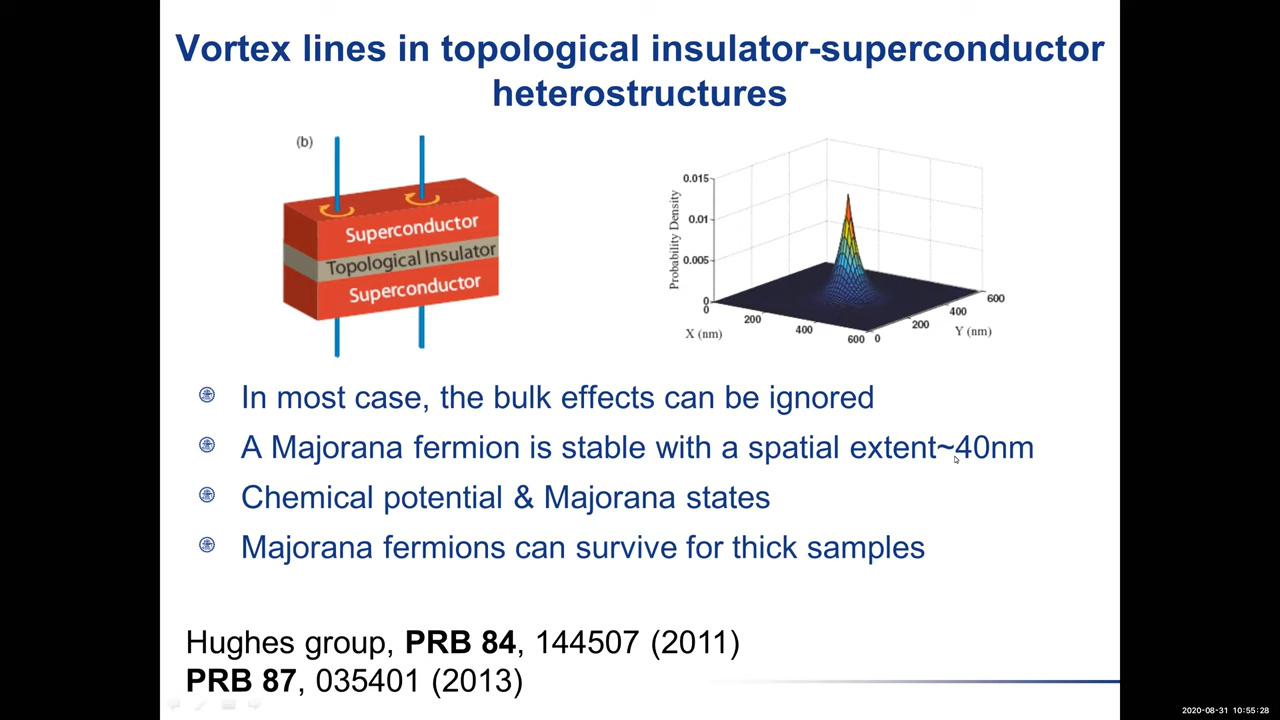 Vortex lines in topological insulator-superconductor
heterostructures
(b)
Superconductor
Topological Insulator
Superconductor
0.015
0.01
0.005
0
Probability Density
0
200
400
600
X (nm)
0
200
400
600
Y (nm)
In most case, the bulk effects can be ignored
A Majorana fermion is stable with a spatial extent~40nm
Chemical potential & Majorana states
Majorana fermions can survive for thick samples
Hughes group, PRB 84, 144507 (2011)
PRB 87, 035401 (2013)
2020-08-31 10:55:28